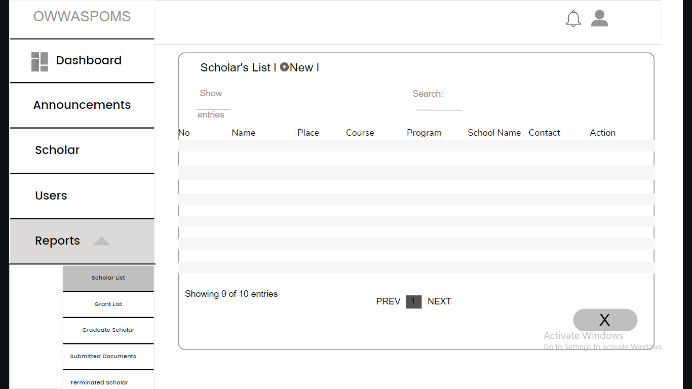 OWWASPOMS
Dashboard
Announcements
Scholar
Users
Reports
Scholar List
Grant List
Graduate Scholar
Submitted Documents
Terminated Scholar
Scholar's List | New |
Show
entries
Search:
No Name Place Course Program School Name Contact Action
Showing 9 of 10 entries
PREV 1 NEXT
X
Activate Windows
Go to Settings to activate Windows.